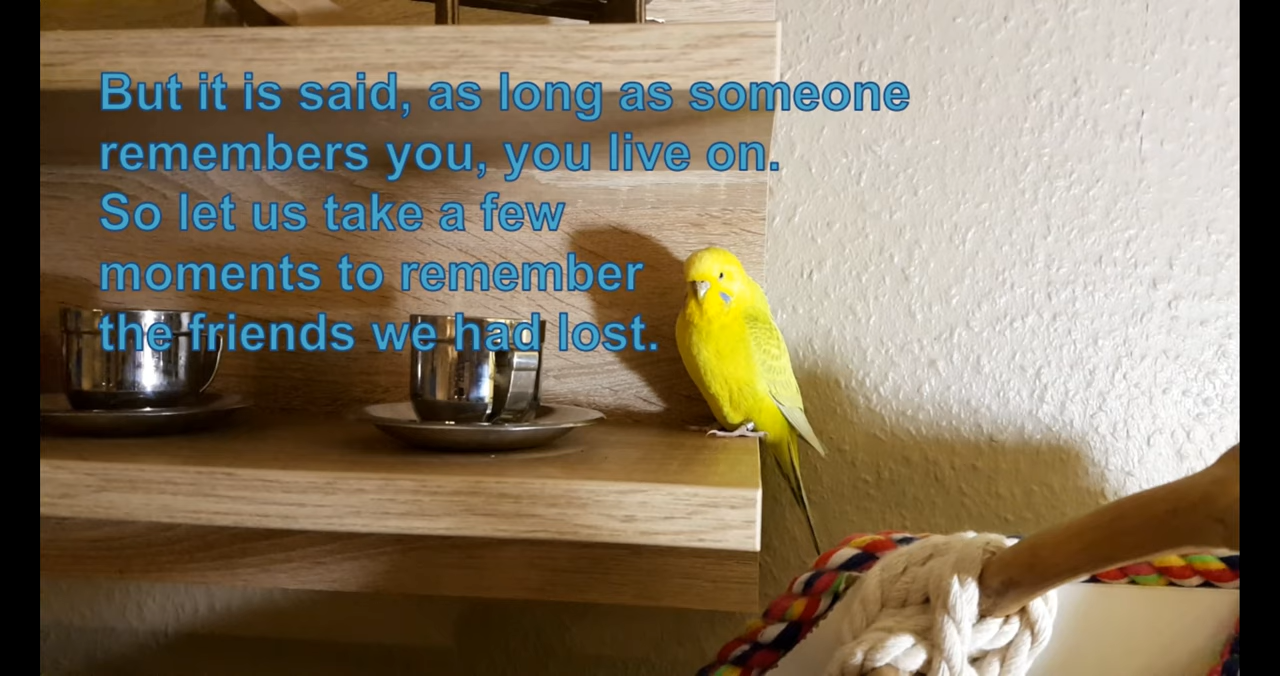 But it is said, as long as someone
remembers you, you live on.
So let us take a few
moments to remember
the friends we had lost.